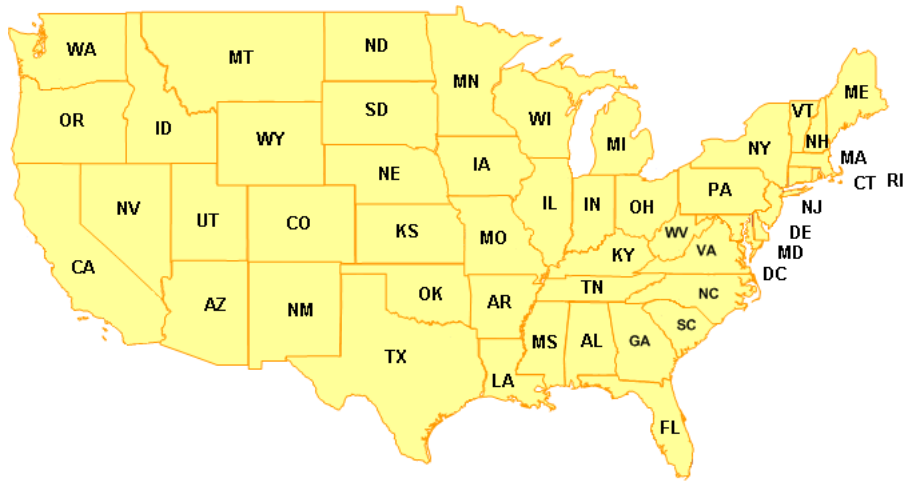 WA
MT
ND
MN
ME
OR
ID
SD
WI
VT
WY
MI
NY
NH
MA
IA
NE
PA
CT
RI
NV
UT
CO
IL
IN
OH
NJ
KS
MO
WV
DE
VA
MD
KY
CA
DC
TN
OK
NC
AZ
NM
AR
SC
MS
AL
GA
TX
LA
FL